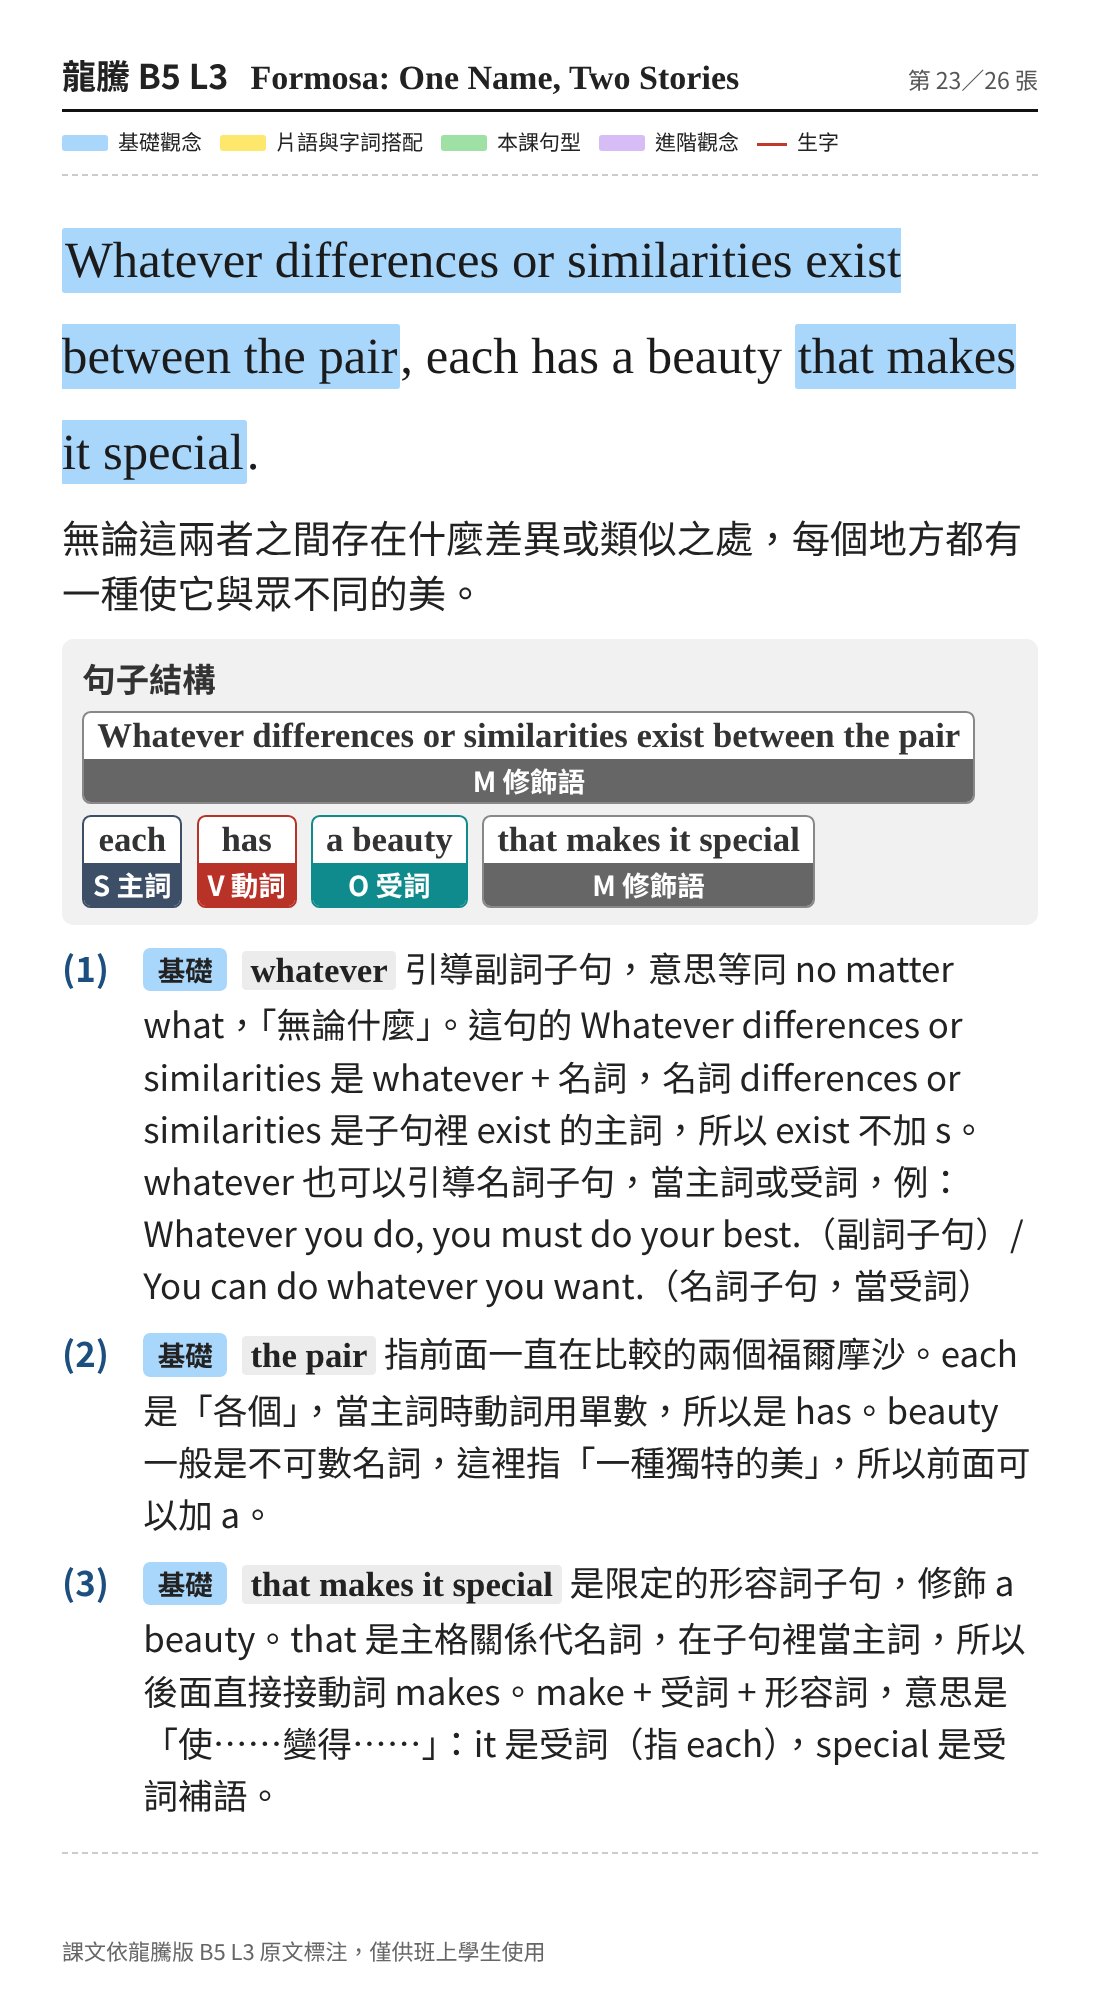 龍騰 B5 L3 Formosa: One Name, Two Stories 第 23／26 張
基礎觀念 片語與字詞搭配 本課句型 進階觀念 生字
Whatever differences or similarities exist
between the pair, each has a beauty that makes
it special.
無論這兩者之間存在什麼差異或類似之處，每個地方都有
一種使它與眾不同的美。
句子結構
Whatever differences or similarities exist between the pair
M 修飾語
each has a beauty that makes it special
S 主詞 V 動詞 O 受詞 M 修飾語
(1) 基礎 whatever 引導副詞子句，意思等同 no matter
what，「無論什麼」。這句的 Whatever differences or
similarities 是 whatever + 名詞，名詞 differences or
similarities 是子句裡 exist 的主詞，所以 exist 不加 s。
whatever 也可以引導名詞子句，當主詞或受詞，例：
Whatever you do, you must do your best.（副詞子句）/
You can do whatever you want.（名詞子句，當受詞）
(2) 基礎 the pair 指前面一直在比較的兩個福爾摩沙。each
是「各個」，當主詞時動詞用單數，所以是 has。beauty
一般是不可數名詞，這裡指「一種獨特的美」，所以前面可
以加 a。
(3) 基礎 that makes it special 是限定的形容詞子句，修飾 a
beauty。that 是主格關係代名詞，在子句裡當主詞，所以
後面直接接動詞 makes。make + 受詞 + 形容詞，意思是
「使⋯⋯變得⋯⋯」：it 是受詞（指 each），special 是受
詞補語。
課文依龍騰版 B5 L3 原文標注，僅供班上學生使用